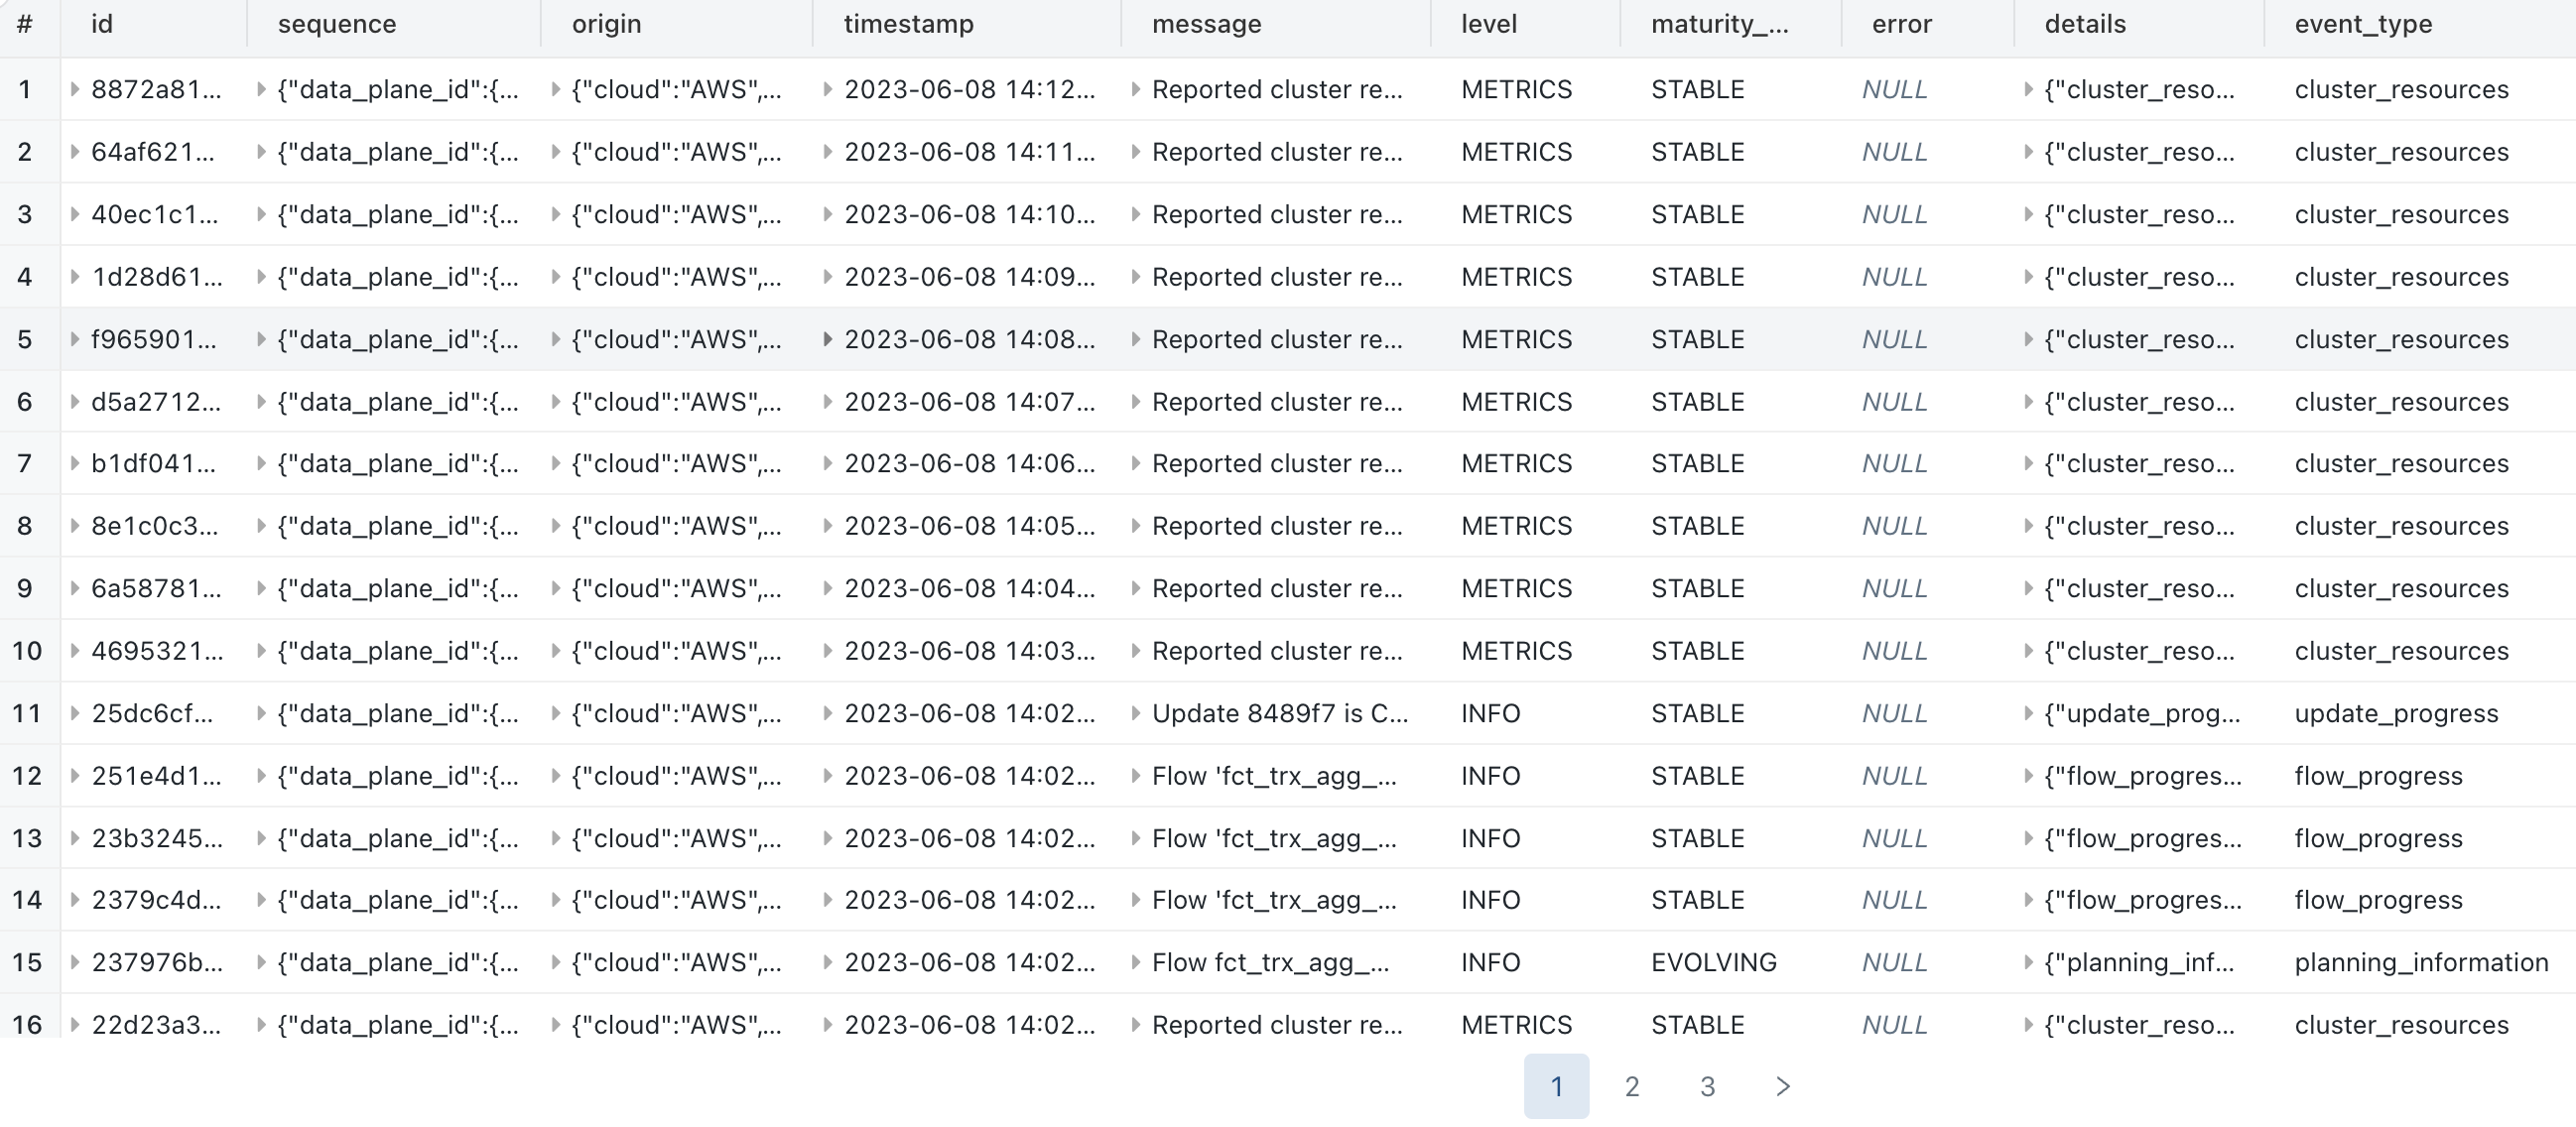 # id sequence origin timestamp message level maturity_... error details event_type
1 8872a81... {"data_plane_id":{... {"cloud":"AWS",... 2023-06-08 14:12... Reported cluster re... METRICS STABLE NULL {"cluster_reso... cluster_resources
2 64af621... {"data_plane_id":{... {"cloud":"AWS",... 2023-06-08 14:11... Reported cluster re... METRICS STABLE NULL {"cluster_reso... cluster_resources
3 40ec1c1... {"data_plane_id":{... {"cloud":"AWS",... 2023-06-08 14:10... Reported cluster re... METRICS STABLE NULL {"cluster_reso... cluster_resources
4 1d28d61... {"data_plane_id":{... {"cloud":"AWS",... 2023-06-08 14:09... Reported cluster re... METRICS STABLE NULL {"cluster_reso... cluster_resources
5 f965901... {"data_plane_id":{... {"cloud":"AWS",... 2023-06-08 14:08... Reported cluster re... METRICS STABLE NULL {"cluster_reso... cluster_resources
6 d5a2712... {"data_plane_id":{... {"cloud":"AWS",... 2023-06-08 14:07... Reported cluster re... METRICS STABLE NULL {"cluster_reso... cluster_resources
7 b1df041... {"data_plane_id":{... {"cloud":"AWS",... 2023-06-08 14:06... Reported cluster re... METRICS STABLE NULL {"cluster_reso... cluster_resources
8 8e1c0c3... {"data_plane_id":{... {"cloud":"AWS",... 2023-06-08 14:05... Reported cluster re... METRICS STABLE NULL {"cluster_reso... cluster_resources
9 6a58781... {"data_plane_id":{... {"cloud":"AWS",... 2023-06-08 14:04... Reported cluster re... METRICS STABLE NULL {"cluster_reso... cluster_resources
10 4695321... {"data_plane_id":{... {"cloud":"AWS",... 2023-06-08 14:03... Reported cluster re... METRICS STABLE NULL {"cluster_reso... cluster_resources
11 25dc6cf... {"data_plane_id":{... {"cloud":"AWS",... 2023-06-08 14:02... Update 8489f7 is C... INFO STABLE NULL {"update_prog... update_progress
12 251e4d1... {"data_plane_id":{... {"cloud":"AWS",... 2023-06-08 14:02... Flow 'fct_trx_agg_... INFO STABLE NULL {"flow_progres... flow_progress
13 23b3245... {"data_plane_id":{... {"cloud":"AWS",... 2023-06-08 14:02... Flow 'fct_trx_agg_... INFO STABLE NULL {"flow_progres... flow_progress
14 2379c4d... {"data_plane_id":{... {"cloud":"AWS",... 2023-06-08 14:02... Flow 'fct_trx_agg_... INFO STABLE NULL {"flow_progres... flow_progress
15 237976b... {"data_plane_id":{... {"cloud":"AWS",... 2023-06-08 14:02... Flow fct_trx_agg_... INFO EVOLVING NULL {"planning_inf... planning_information
16 22d23a3... {"data_plane_id":{... {"cloud":"AWS",... 2023-06-08 14:02... Reported cluster re... METRICS STABLE NULL {"cluster_reso... cluster_resources
1 2 3 >